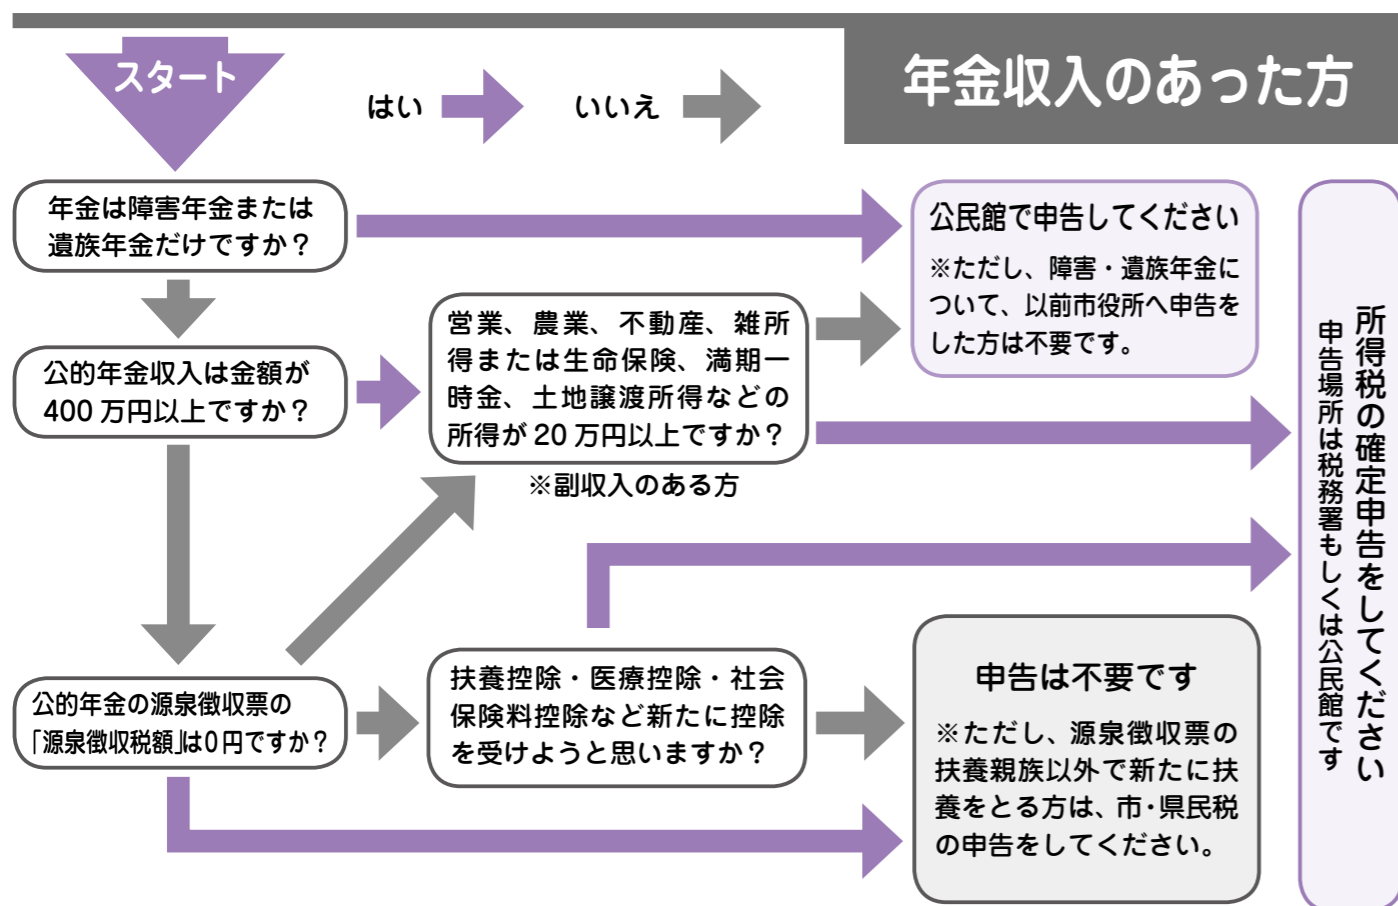 年金収入のあった方
スタート
はい
いいえ
年金は障害年金または
遺族年金だけですか？
公民館で申告してください
※ただし、障害・遺族年金に
ついて、以前市役所へ申告を
した方は不要です。
公的年金収入は金額が
400 万円以上ですか？
営業、農業、不動産、雑所
得または生命保険、満期一
時金、土地譲渡所得などの
所得が 20 万円以上ですか？
※副収入のある方
公的年金の源泉徴収票の
「源泉徴収税額」は0 円ですか？
扶養控除・医療控除・社会
保険料控除など新たに控除
を受けようと思いますか？
申告は不要です
※ただし、源泉徴収票の
扶養親族以外で新たに扶
養をとる方は、市・県民税
の申告をしてください。
所得税の確定申告をしてください
申告場所は税務署もしくは公民館です